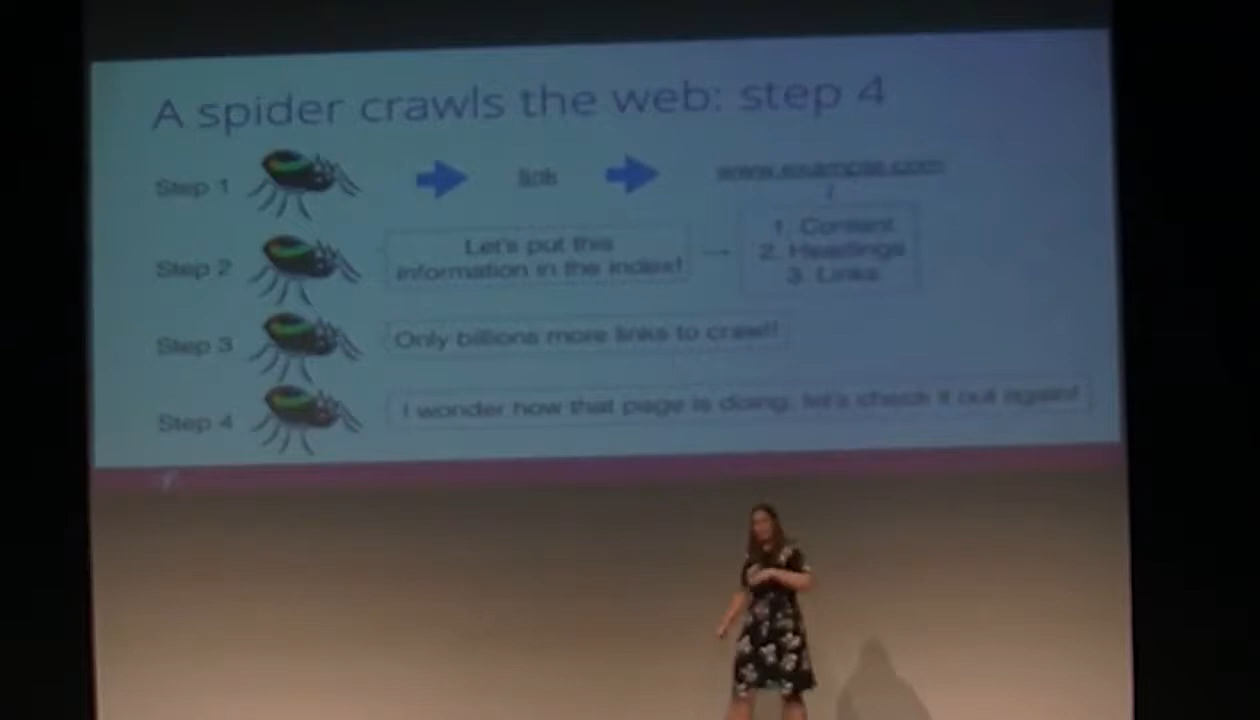 A spider crawls the web: step 4
Step 1
link
www.example.com
Step 2
Let's put this
information in the index!
1. Content
2. Headings
3. Links
Step 3
Only billions more links to crawl!
Step 4
I wonder how that page is doing, let's check it out again!